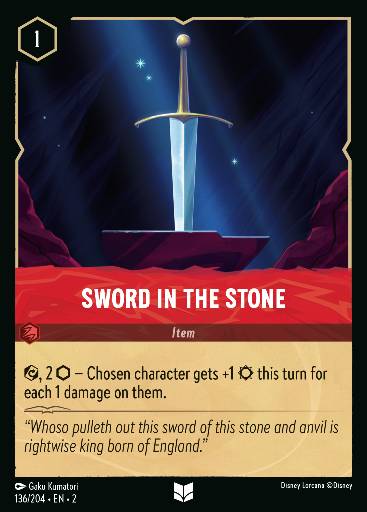 1
SWORD IN THE STONE
Item
, 2 – Chosen character gets +1 this turn for
each 1 damage on them.
“Whoso pulleth out this sword of this stone and anvil is
rightwise king born of England.”
Gaku Kumatori
136/204 • EN • 2
Disney Lorcana ©Disney